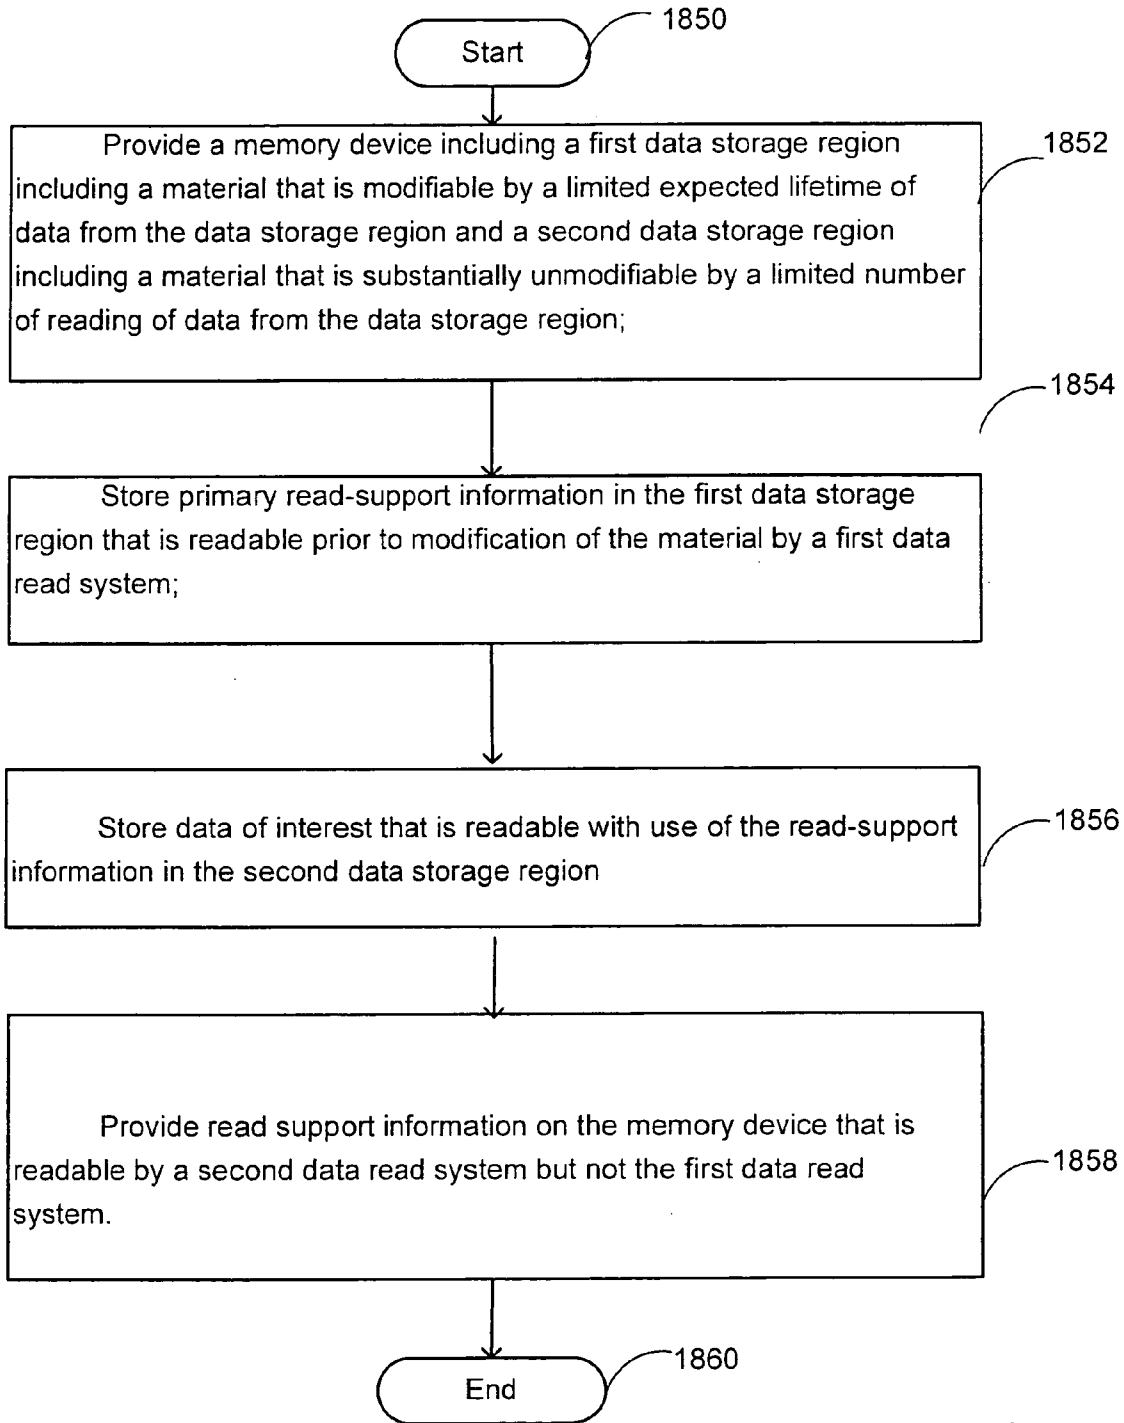 1850
Start
Provide a memory device including a first data storage region
1852
including a material that is modifiable by a limited expected lifetime of
data from the data storage region and a second data storage region
including a material that is substantially unmodifiable by a limited number
of reading of data from the data storage region;
1854
Store primary read-support information in the first data storage
region that is readable prior to modification of the material by a first data
read system;
Store data of interest that is readable with use of the read-support
1856
information in the second data storage region
Provide read support information on the memory device that is
readable by a second data read system but not the first data read
1858
system.
1860
End